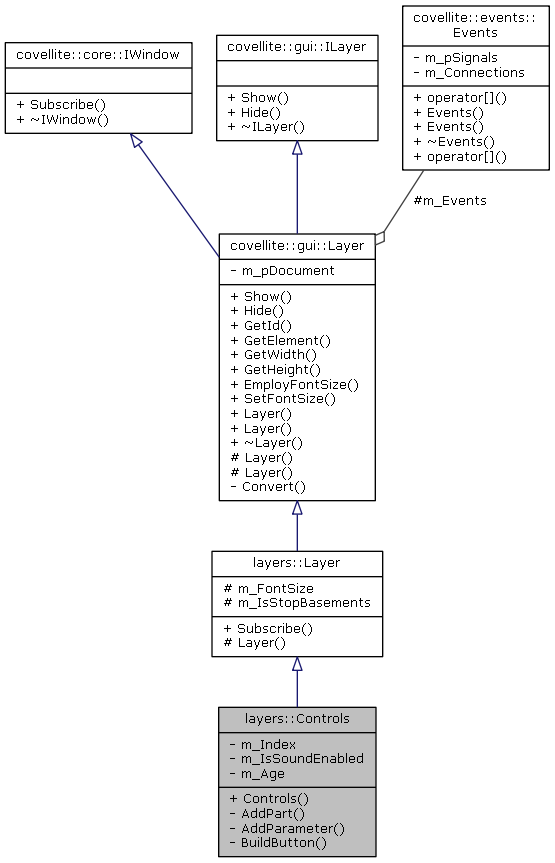 covellite::core::IWindow
+ Subscribe()
+ ~IWindow()
covellite::gui::ILayer
+ Show()
+ Hide()
+ ~ILayer()
covellite::events::
Events
- m_pSignals
- m_Connections
+ operator[]()
+ Events()
+ Events()
+ ~Events()
+ operator[]()
#m_Events
covellite::gui::Layer
- m_pDocument
+ Show()
+ Hide()
+ GetId()
+ GetElement()
+ GetWidth()
+ GetHeight()
+ EmployFontSize()
+ SetFontSize()
+ Layer()
+ Layer()
+ ~Layer()
# Layer()
# Layer()
- Convert()
layers::Layer
# m_FontSize
# m_IsStopBasements
+ Subscribe()
# Layer()
layers::Controls
- m_Index
- m_IsSoundEnabled
- m_Age
+ Controls()
- AddPart()
- AddParameter()
- BuildButton()